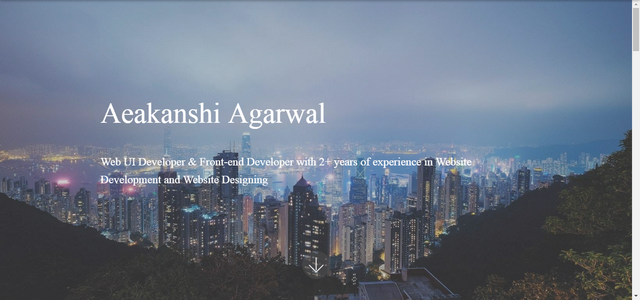 Aeakanshi Agarwal
Web UI Developer & Front-end Developer with 2+ years of experience in Website
Development and Website Designing